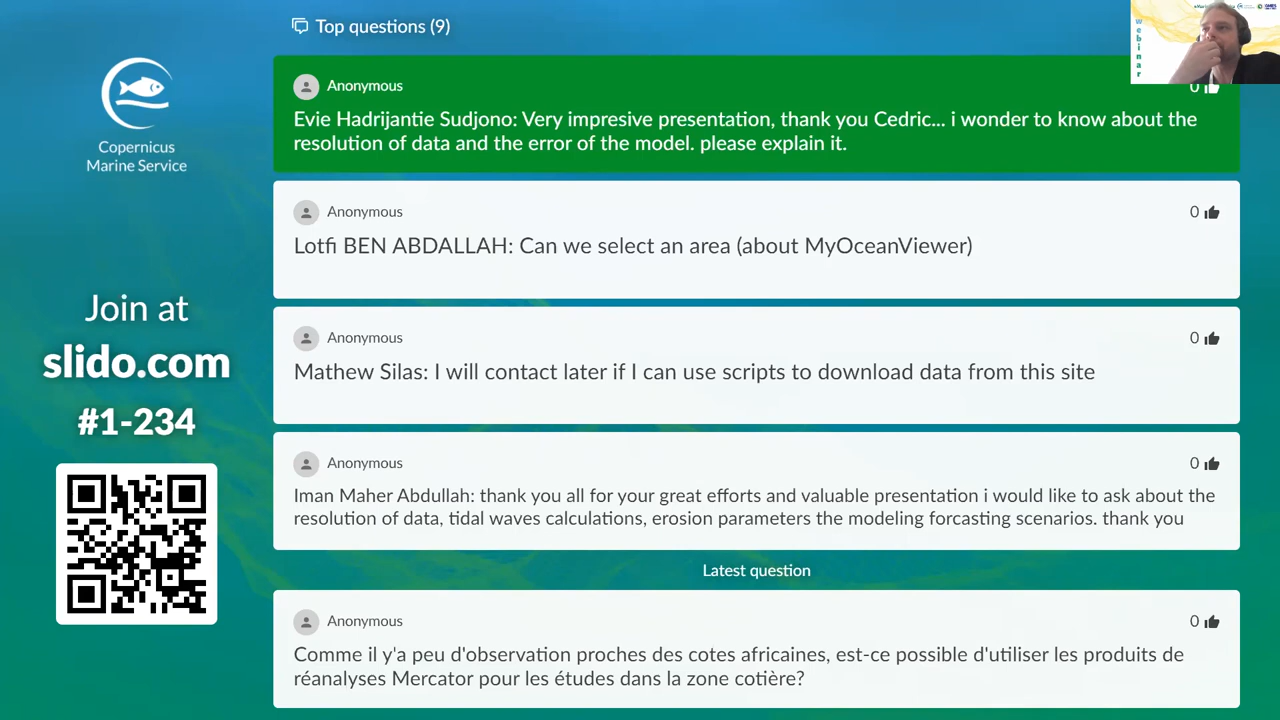 Top questions (9)
Copernicus
Marine Service
Join at
slido.com
#1-234
Anonymous
0
Evie Hadrijantie Sudjono: Very impresive presentation, thank you Cedric... i wonder to know about the
resolution of data and the error of the model. please explain it.
Anonymous
0
Lotfi BEN ABDALLAH: Can we select an area (about MyOceanViewer)
Anonymous
0
Mathew Silas: I will contact later if I can use scripts to download data from this site
Anonymous
0
Iman Maher Abdullah: thank you all for your great efforts and valuable presentation i would like to ask about the
resolution of data, tidal waves calculations, erosion parameters the modeling forcasting scenarios. thank you
Latest question
Anonymous
0
Comme il y'a peu d'observation proches des cotes africaines, est-ce possible d'utiliser les produits de
réanalyses Mercator pour les études dans la zone cotière?
webinar